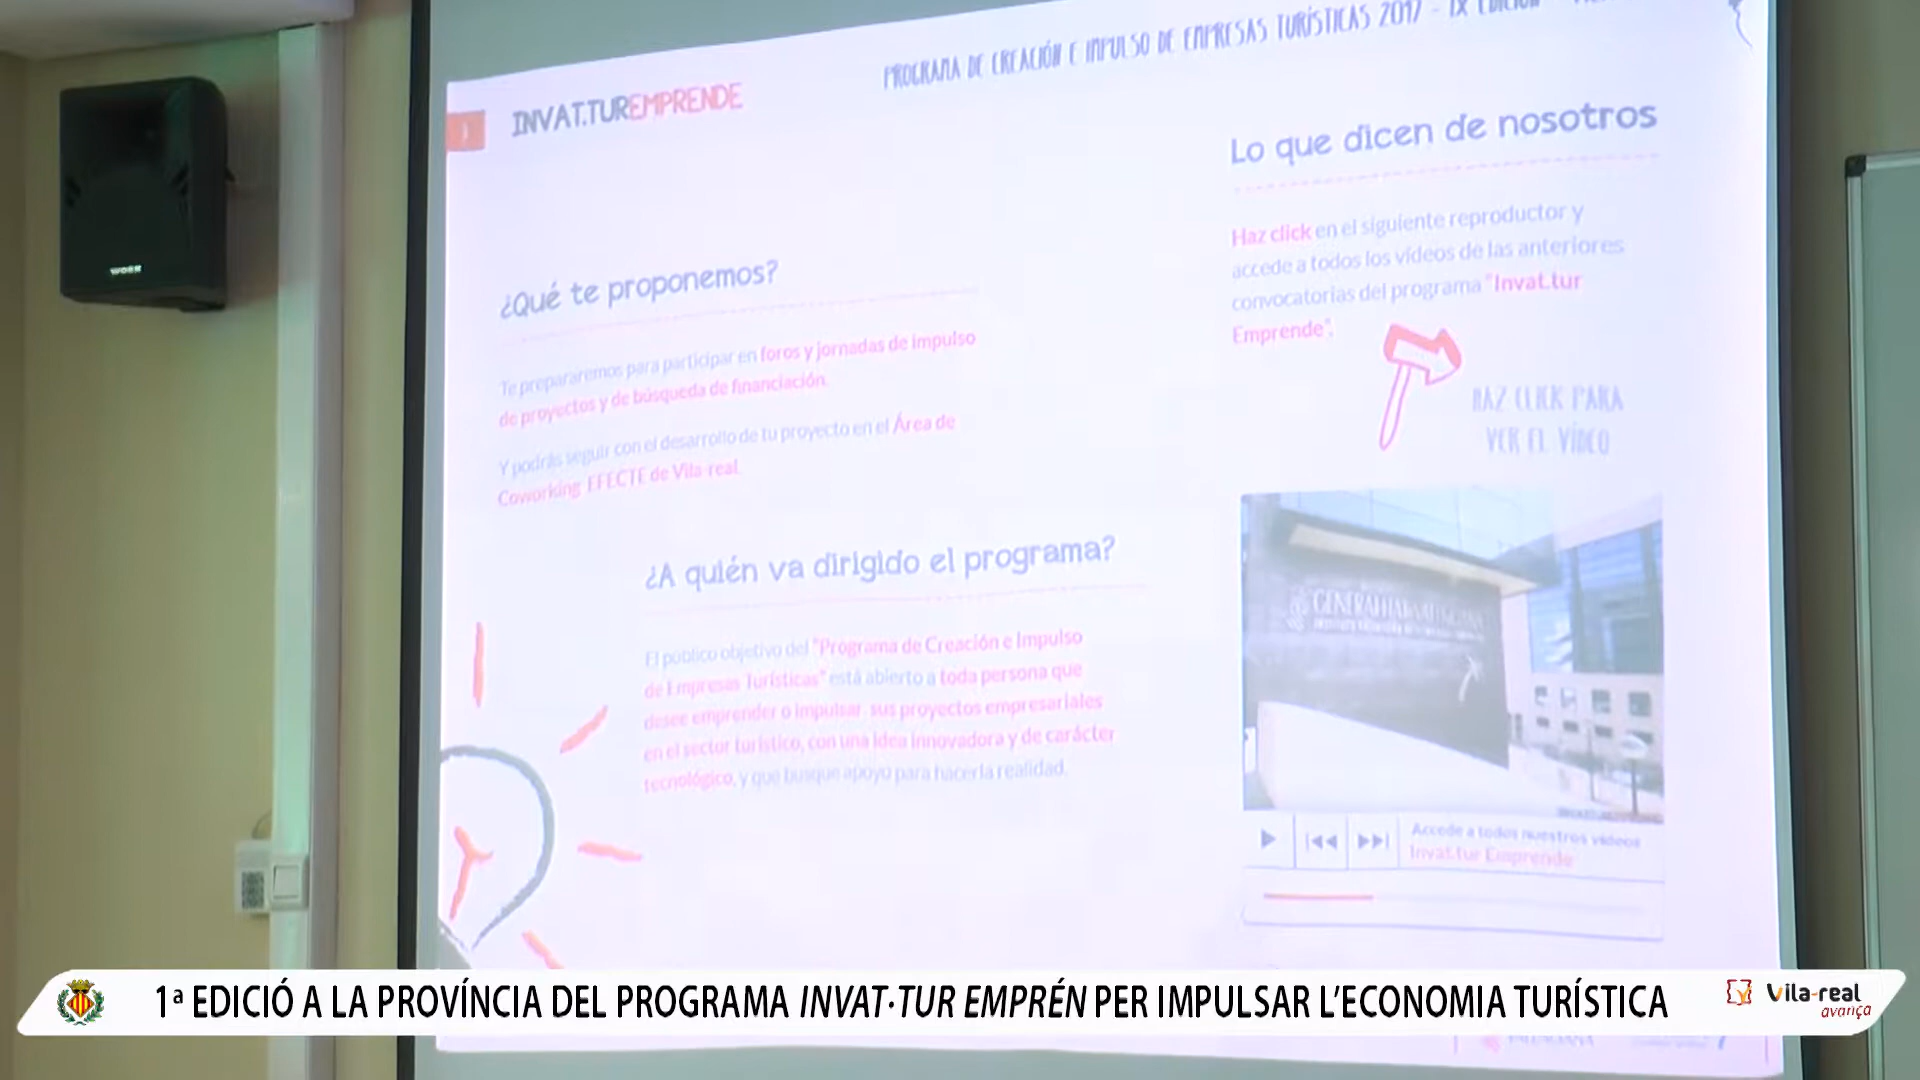 PROGRAMA DE CREACIÓN E IMPULSO DE EMPRESAS TURÍSTICAS 2017 - IX EDICIÓN
INVAT.TUREMPRENDE
¿Qué te proponemos?
Te prepararemos para participar en foros y jornadas de impulso
de proyectos y de búsqueda de financiación.
Y podrás seguir con el desarrollo de tu proyecto en el Área de
Coworking EFECTE de Vila-real.
¿A quién va dirigido el programa?
El público objetivo del "Programa de Creación e Impulso
de Empresas Turísticas" está abierto a toda persona que
desee emprender o impulsar sus proyectos empresariales
en el sector turístico, con una idea innovadora y de carácter
tecnológico, y que busque apoyo para hacerla realidad.
Lo que dicen de nosotros
Haz click en el siguiente reproductor y
accede a todos los vídeos de las anteriores
convocatorias del programa "Invat.tur
Emprende".
HAZ CLICK PARA
VER EL VÍDEO
GENERALITAT VALENCIANA
Accede a todos nuestros vídeos
Invat.tur Emprende
WORK
1ª EDICIÓ A LA PROVÍNCIA DEL PROGRAMA INVAT·TUR EMPRÉN PER IMPULSAR L'ECONOMIA TURÍSTICA
Vila-real
avança